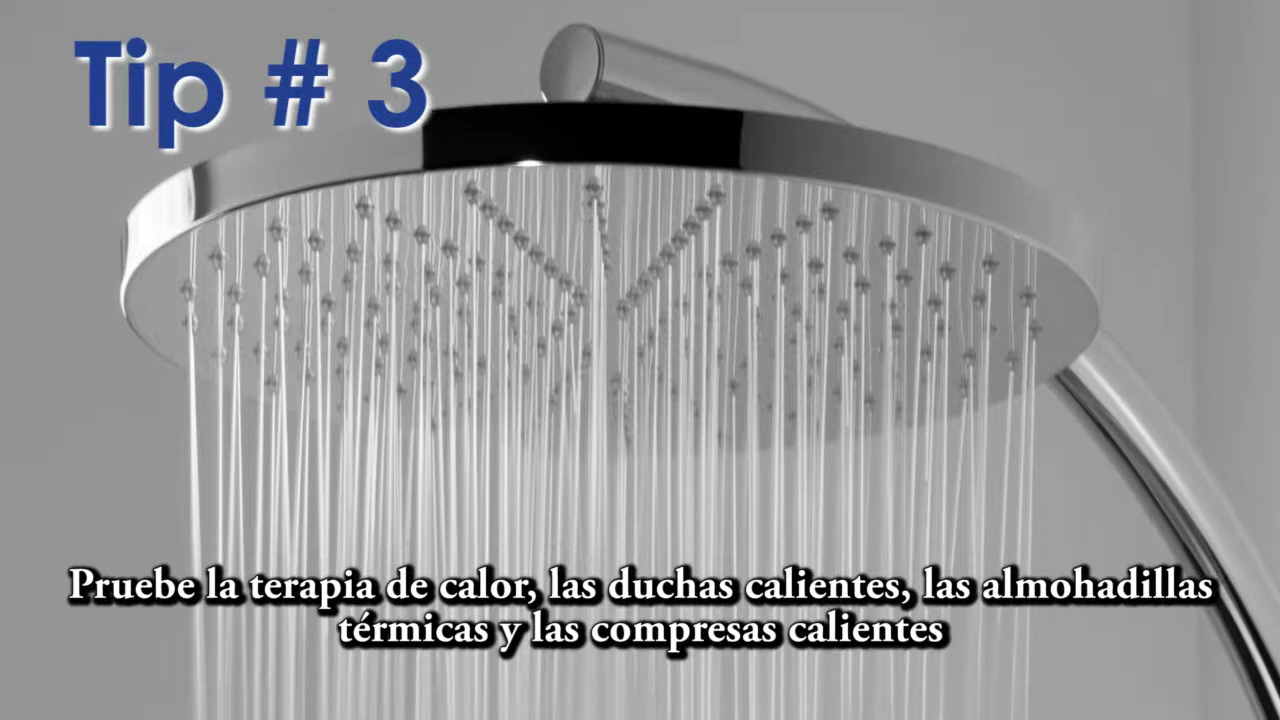 Tip # 3
Pruebe la terapia de calor, las duchas calientes, las almohadillas
térmicas y las compresas calientes